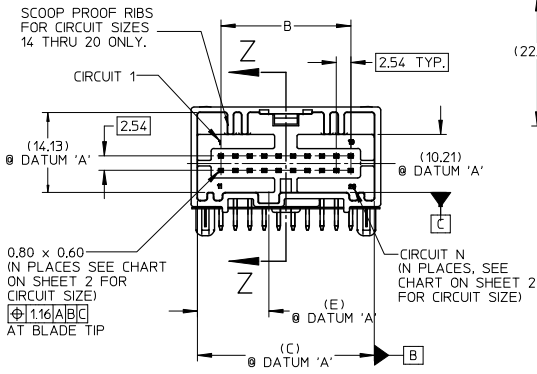 SCOOP PROOF RIBS
FOR CIRCUIT SIZES
14 THRU 20 ONLY.
B
Z
2.54 TYP.
(22.
CIRCUIT 1
2.54
(14,13)
@ DATUM 'A'
(10.21)
@ DATUM 'A'
C
0.80 x 0.60
(N PLACES SEE CHART
ON SHEET 2 FOR
CIRCUIT SIZE)
⌖ 1.16 A B C
AT BLADE TIP
Z
CIRCUIT N
(N PLACES, SEE
CHART ON SHEET 2
FOR CIRCUIT SIZE)
(E)
@ DATUM 'A'
(C)
@ DATUM 'A'
B